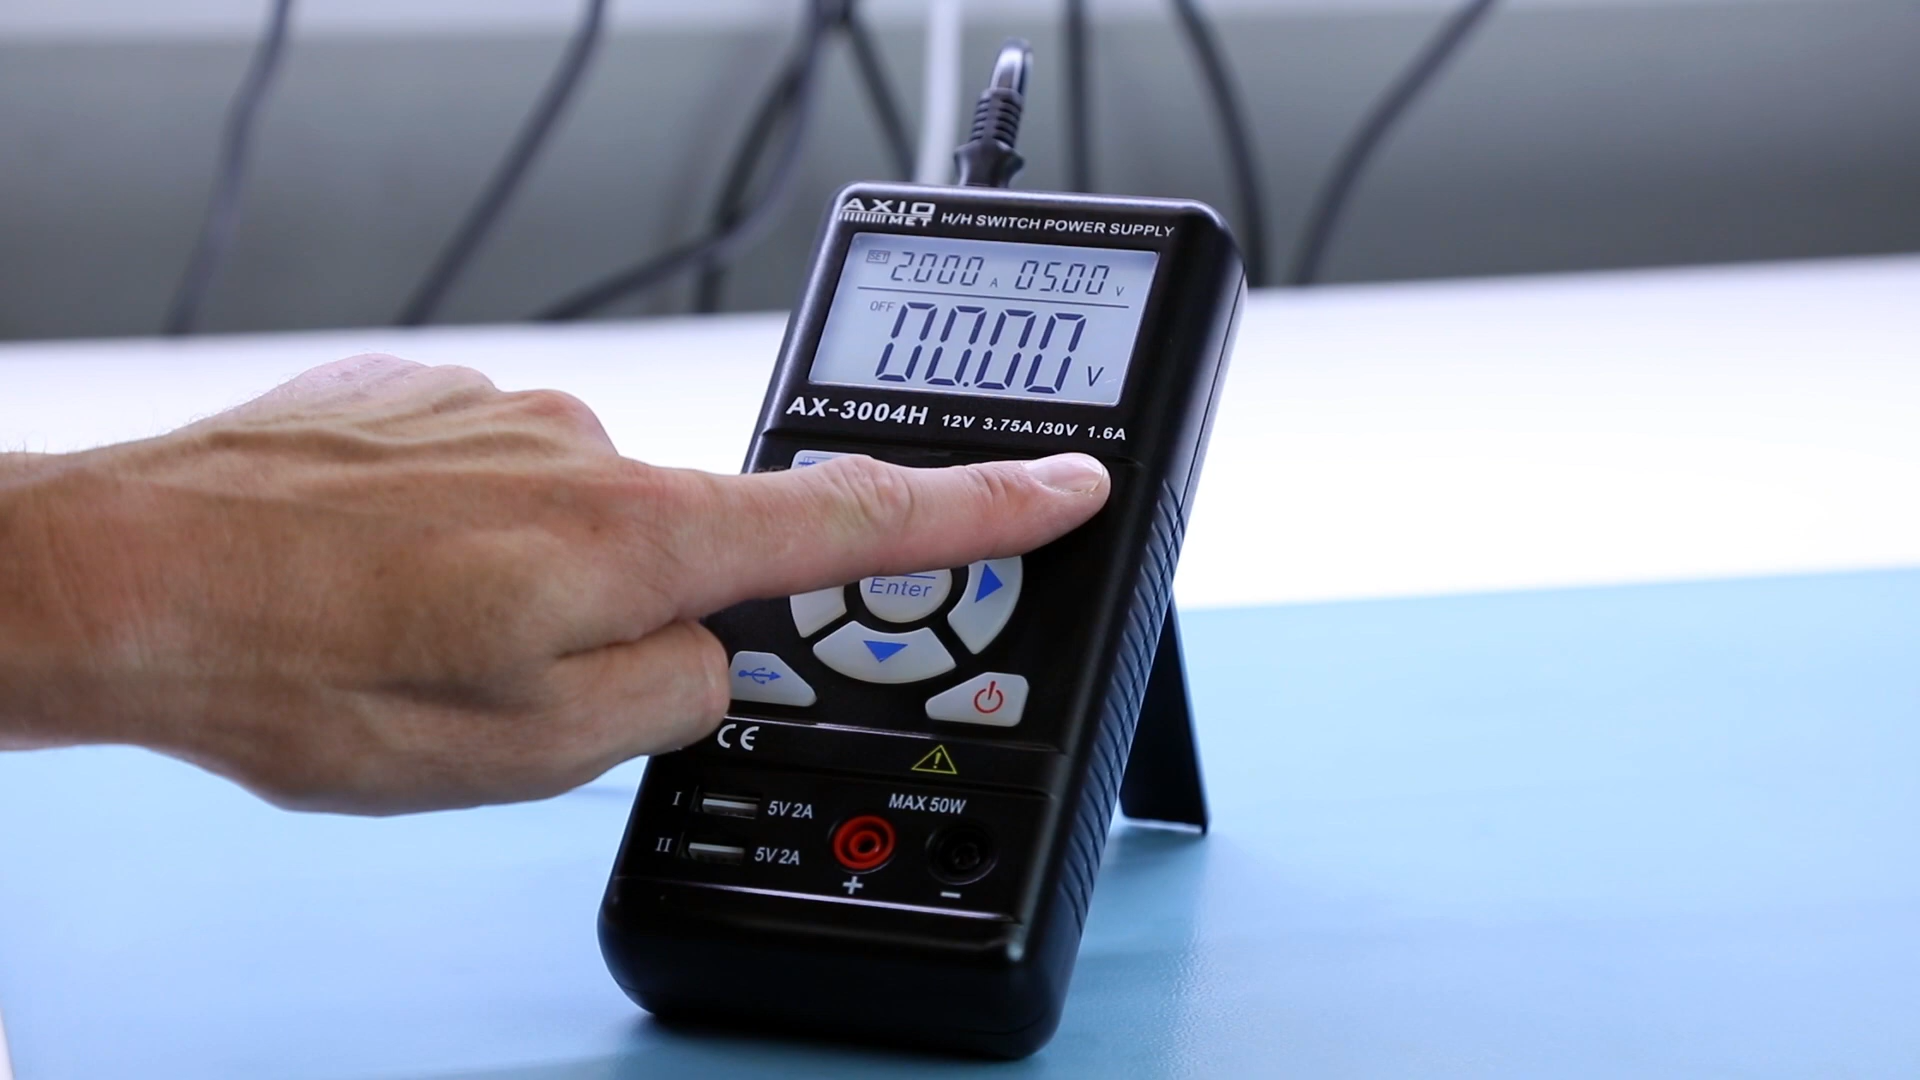 AXIO
MET
H/H SWITCH POWER SUPPLY
SET 2.000 A 05.00 V
OFF 00.00 V
AX-3004H 12V 3.75A/30V 1.6A
Enter
CE
MAX 50W
I 5V 2A
II 5V 2A
+ −